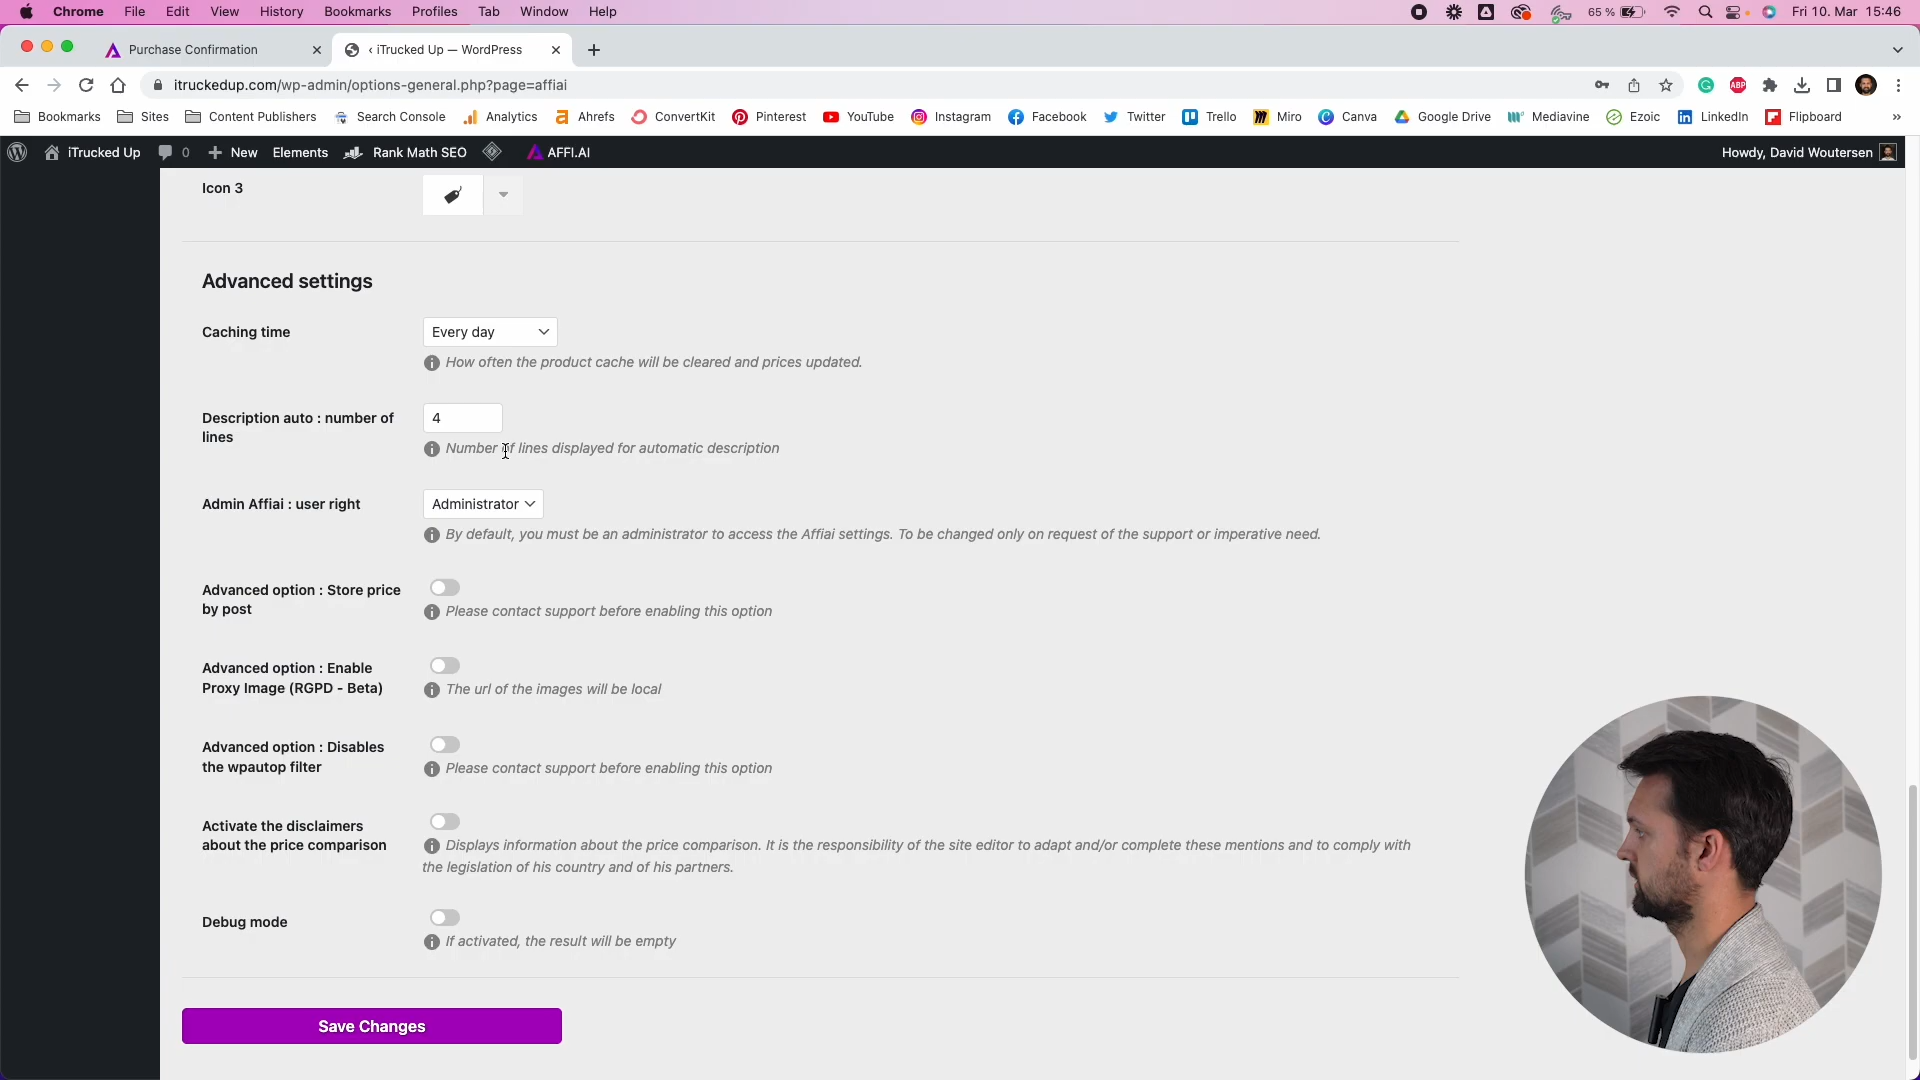 Chrome File Edit View History Bookmarks Profiles Tab Window Help 65 % Fri 10. Mar 15:46
Purchase Confirmation ‹ iTrucked Up — WordPress
itruckedup.com/wp-admin/options-general.php?page=affiai ABP
Bookmarks Sites Content Publishers Search Console Analytics Ahrefs ConvertKit Pinterest YouTube Instagram Facebook Twitter Trello Miro Canva Google Drive Mediavine Ezoic LinkedIn Flipboard »
iTrucked Up 0 New Elements Rank Math SEO AFFI.AI Howdy, David Woutersen
Icon 3
Advanced settings
Caching time Every day
How often the product cache will be cleared and prices updated.
Description auto : number of lines 4
Number of lines displayed for automatic description
Admin Affiai : user right Administrator
By default, you must be an administrator to access the Affiai settings. To be changed only on request of the support or imperative need.
Advanced option : Store price by post
Please contact support before enabling this option
Advanced option : Enable Proxy Image (RGPD - Beta)
The url of the images will be local
Advanced option : Disables the wpautop filter
Please contact support before enabling this option
Activate the disclaimers about the price comparison
Displays information about the price comparison. It is the responsibility of the site editor to adapt and/or complete these mentions and to comply with
the legislation of his country and of his partners.
Debug mode
If activated, the result will be empty
Save Changes